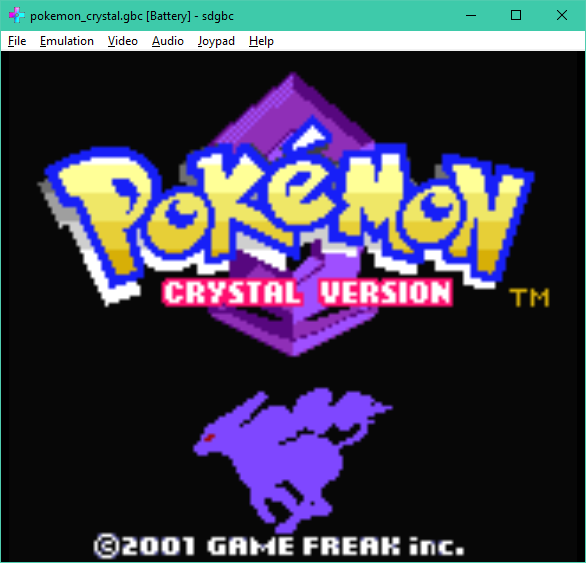 pokemon_crystal.gbc [Battery] - sdgbc
File Emulation Video Audio Joypad Help
POKéMON
CRYSTAL VERSION TM
©2001 GAME FREAK inc.